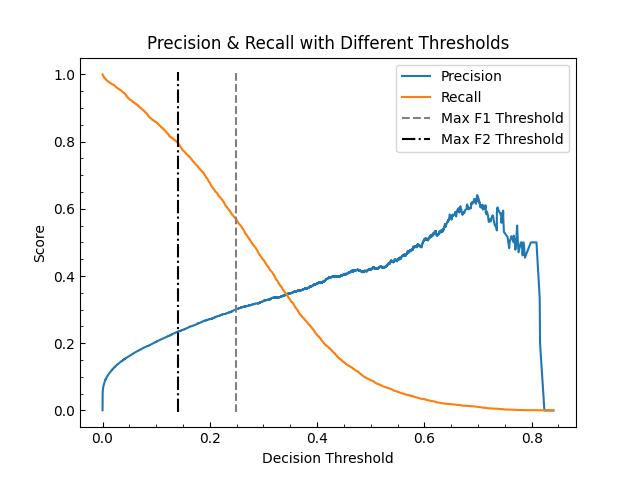 Precision & Recall with Different Thresholds
Precision
Recall
Max F1 Threshold
Max F2 Threshold
Score
1.0
0.8
0.6
0.4
0.2
0.0
0.0 0.2 0.4 0.6 0.8
Decision Threshold